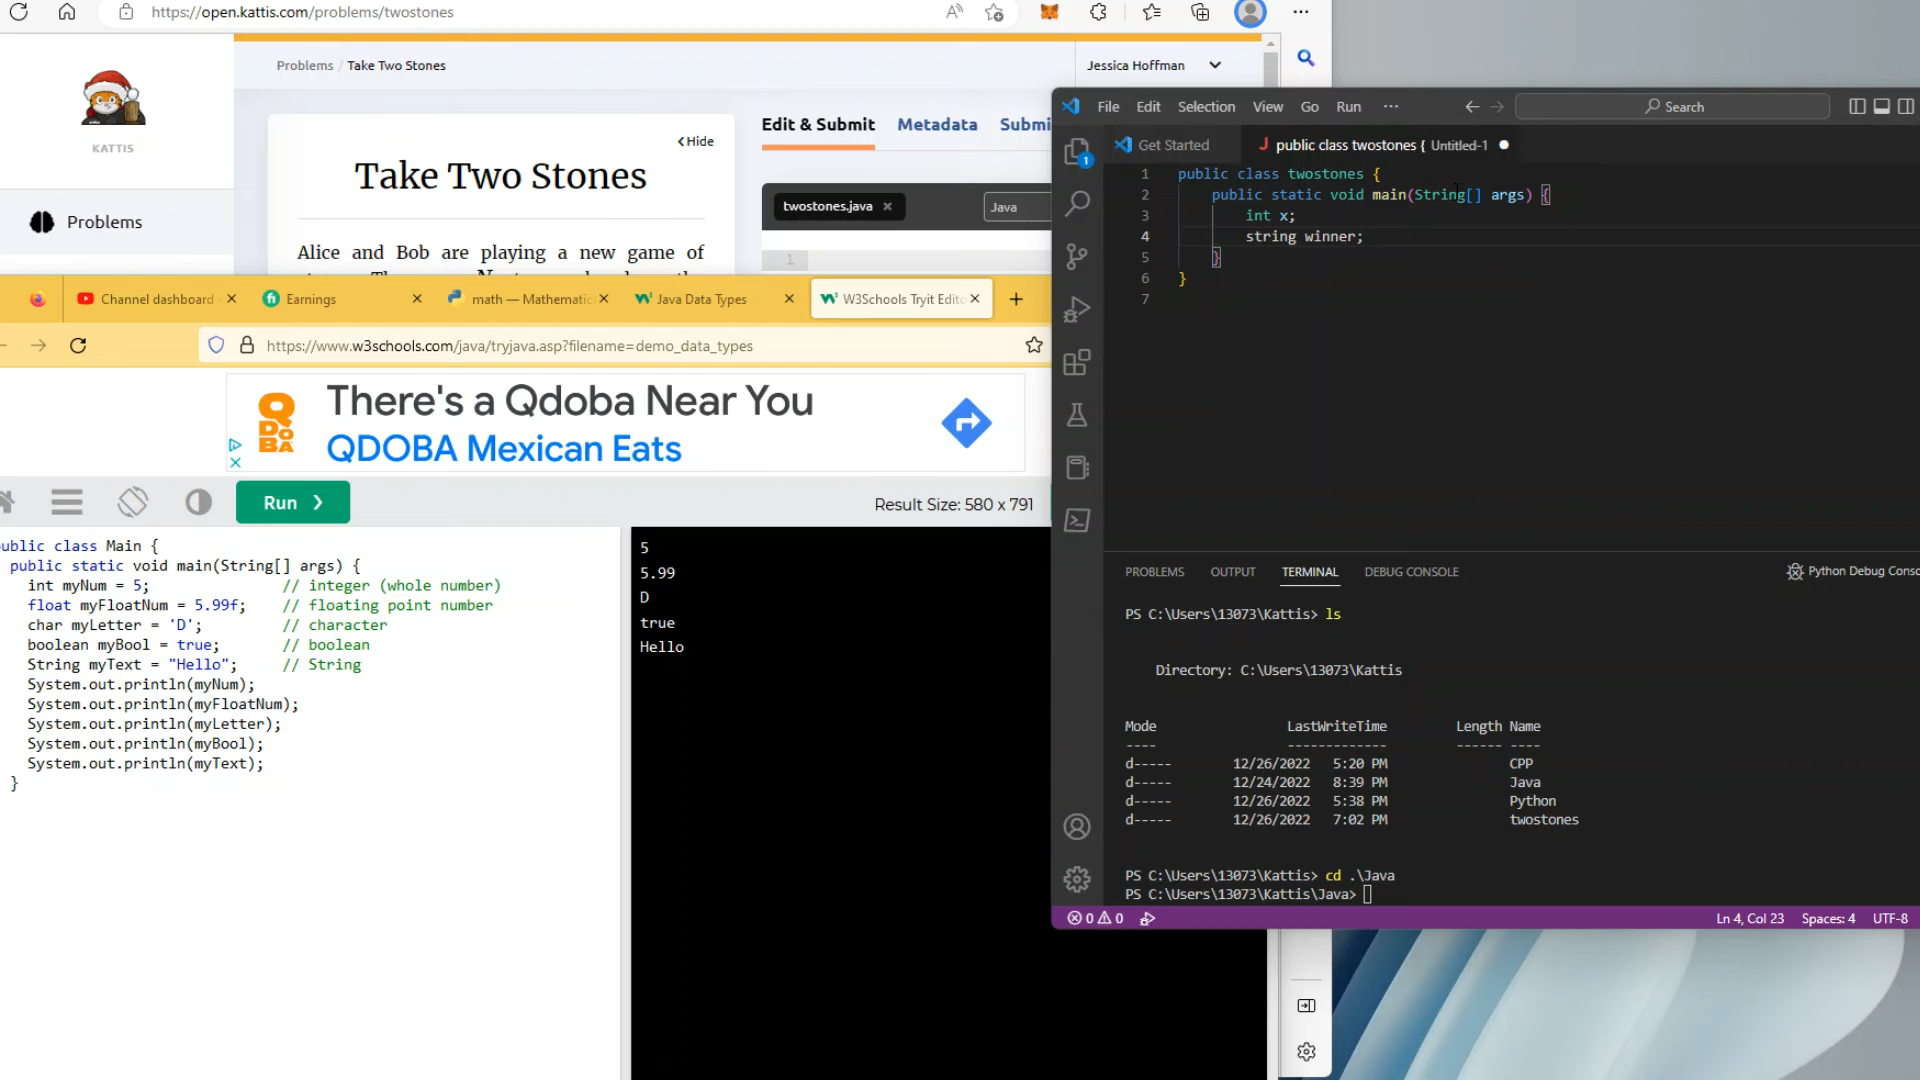 https://open.kattis.com/problems/twostones
KATTIS
Problems
Problems / Take Two Stones
Jessica Hoffman
Hide
Take Two Stones
Alice and Bob are playing a new game of
Edit & Submit Metadata Submi
twostones.java
Java
1
Channel dashboard
Earnings
math — Mathematic
Java Data Types
W3Schools Tryit Edito
https://www.w3schools.com/java/tryjava.asp?filename=demo_data_types
QDOBA
There's a Qdoba Near You
QDOBA Mexican Eats
Run ❯
Result Size: 580 x 791
ublic class Main {
public static void main(String[] args) {
int myNum = 5; // integer (whole number)
float myFloatNum = 5.99f; // floating point number
char myLetter = 'D'; // character
boolean myBool = true; // boolean
String myText = "Hello"; // String
System.out.println(myNum);
System.out.println(myFloatNum);
System.out.println(myLetter);
System.out.println(myBool);
System.out.println(myText);
}
5
5.99
D
true
Hello
File Edit Selection View Go Run ···
Search
1
Get Started
J public class twostones { Untitled-1
1 public class twostones {
2 public static void main(String[] args) {
3 int x;
4 string winner;
5 }
6 }
7
PROBLEMS OUTPUT TERMINAL DEBUG CONSOLE
Python Debug Conso
PS C:\Users\13073\Kattis> ls
Directory: C:\Users\13073\Kattis
Mode LastWriteTime Length Name
---- ------------- ------ ----
d----- 12/26/2022 5:20 PM CPP
d----- 12/24/2022 8:39 PM Java
d----- 12/26/2022 5:38 PM Python
d----- 12/26/2022 7:02 PM twostones
PS C:\Users\13073\Kattis> cd .\Java
PS C:\Users\13073\Kattis\Java>
0 0
Ln 4, Col 23 Spaces: 4 UTF-8